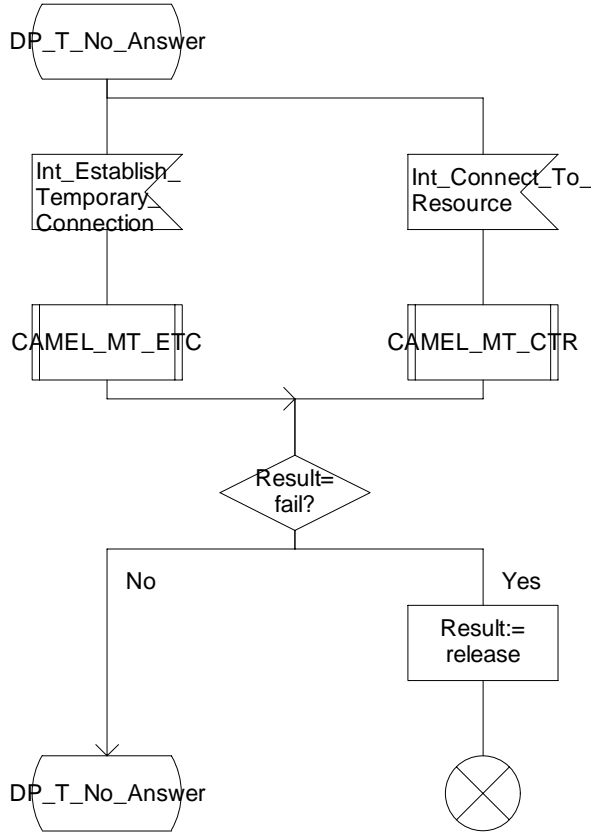 DP_T_No_Answer
Int_Establish_
Temporary_
Connection
Int_Connect_To_
Resource
CAMEL_MT_ETC
CAMEL_MT_CTR
Result=
fail?
No
Yes
Result:=
release
DP_T_No_Answer